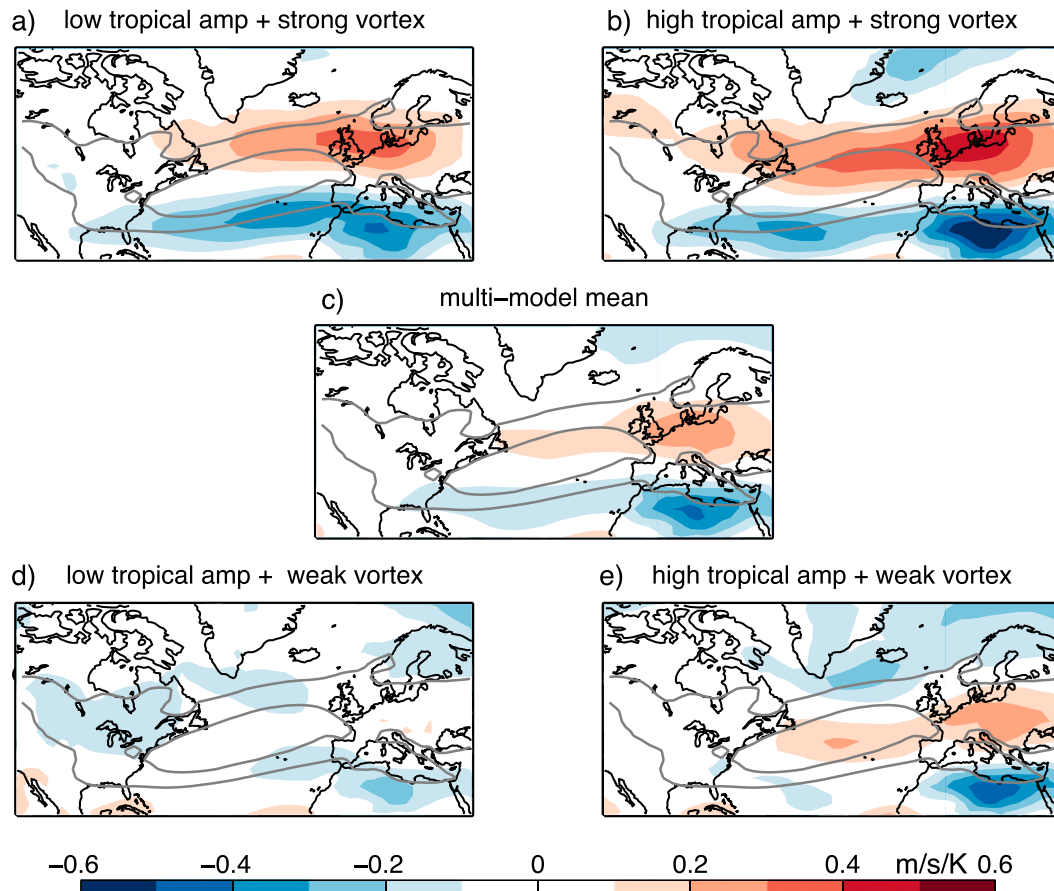 a) low tropical amp + strong vortex
b) high tropical amp + strong vortex
c) multi−model mean
d) low tropical amp + weak vortex
e) high tropical amp + weak vortex
−0.6 −0.4 −0.2 0 0.2 0.4 m/s/K 0.6